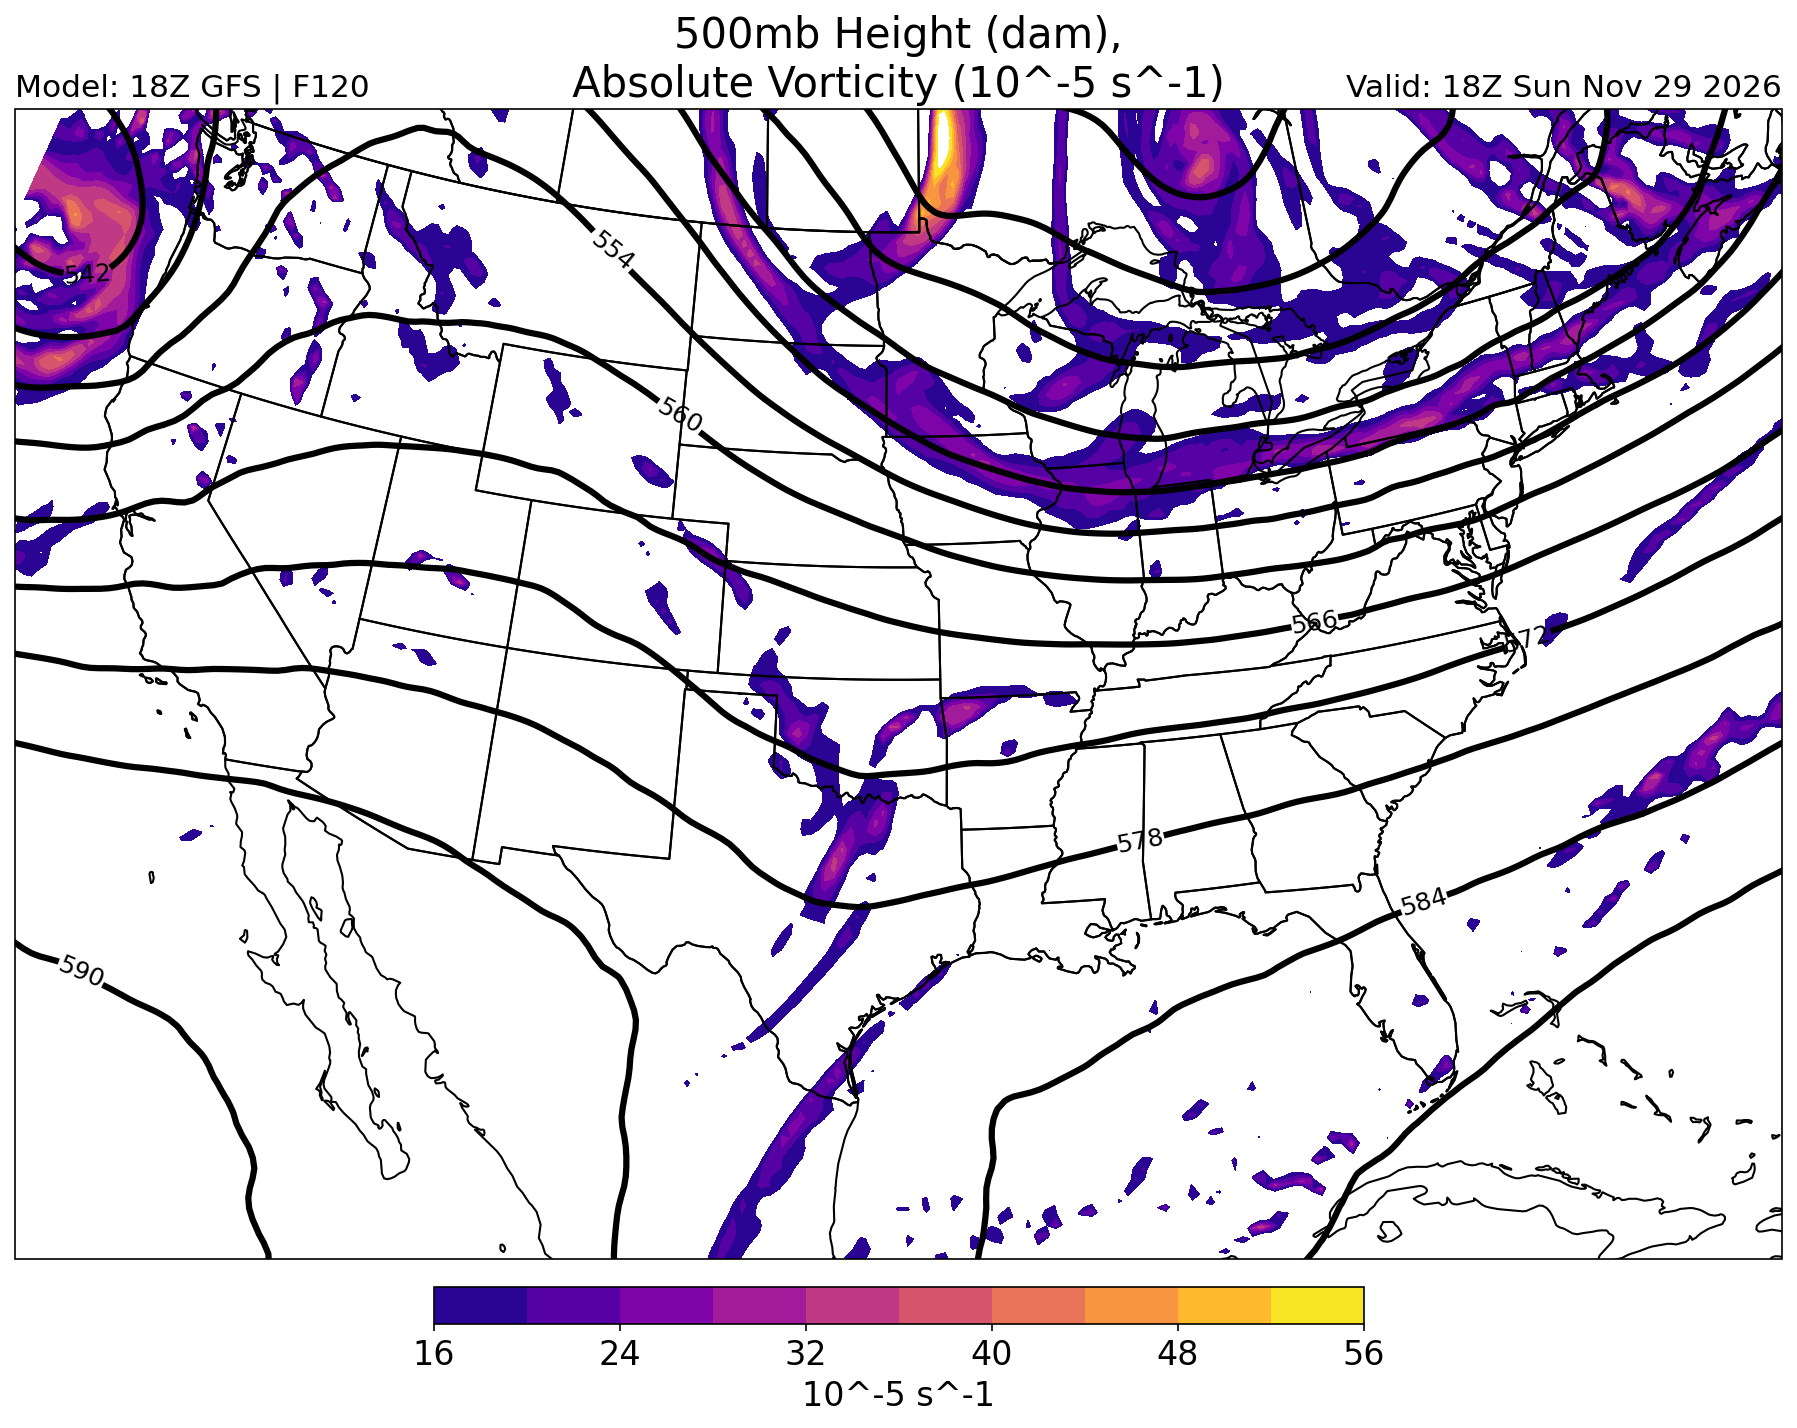 500mb Height (dam),
Model: 18Z GFS | F120
Absolute Vorticity (10^-5 s^-1)
Valid: 18Z Sun Nov 29 2026
542
554
560
566
572
578
584
590
16 24 32 40 48 56
10^-5 s^-1